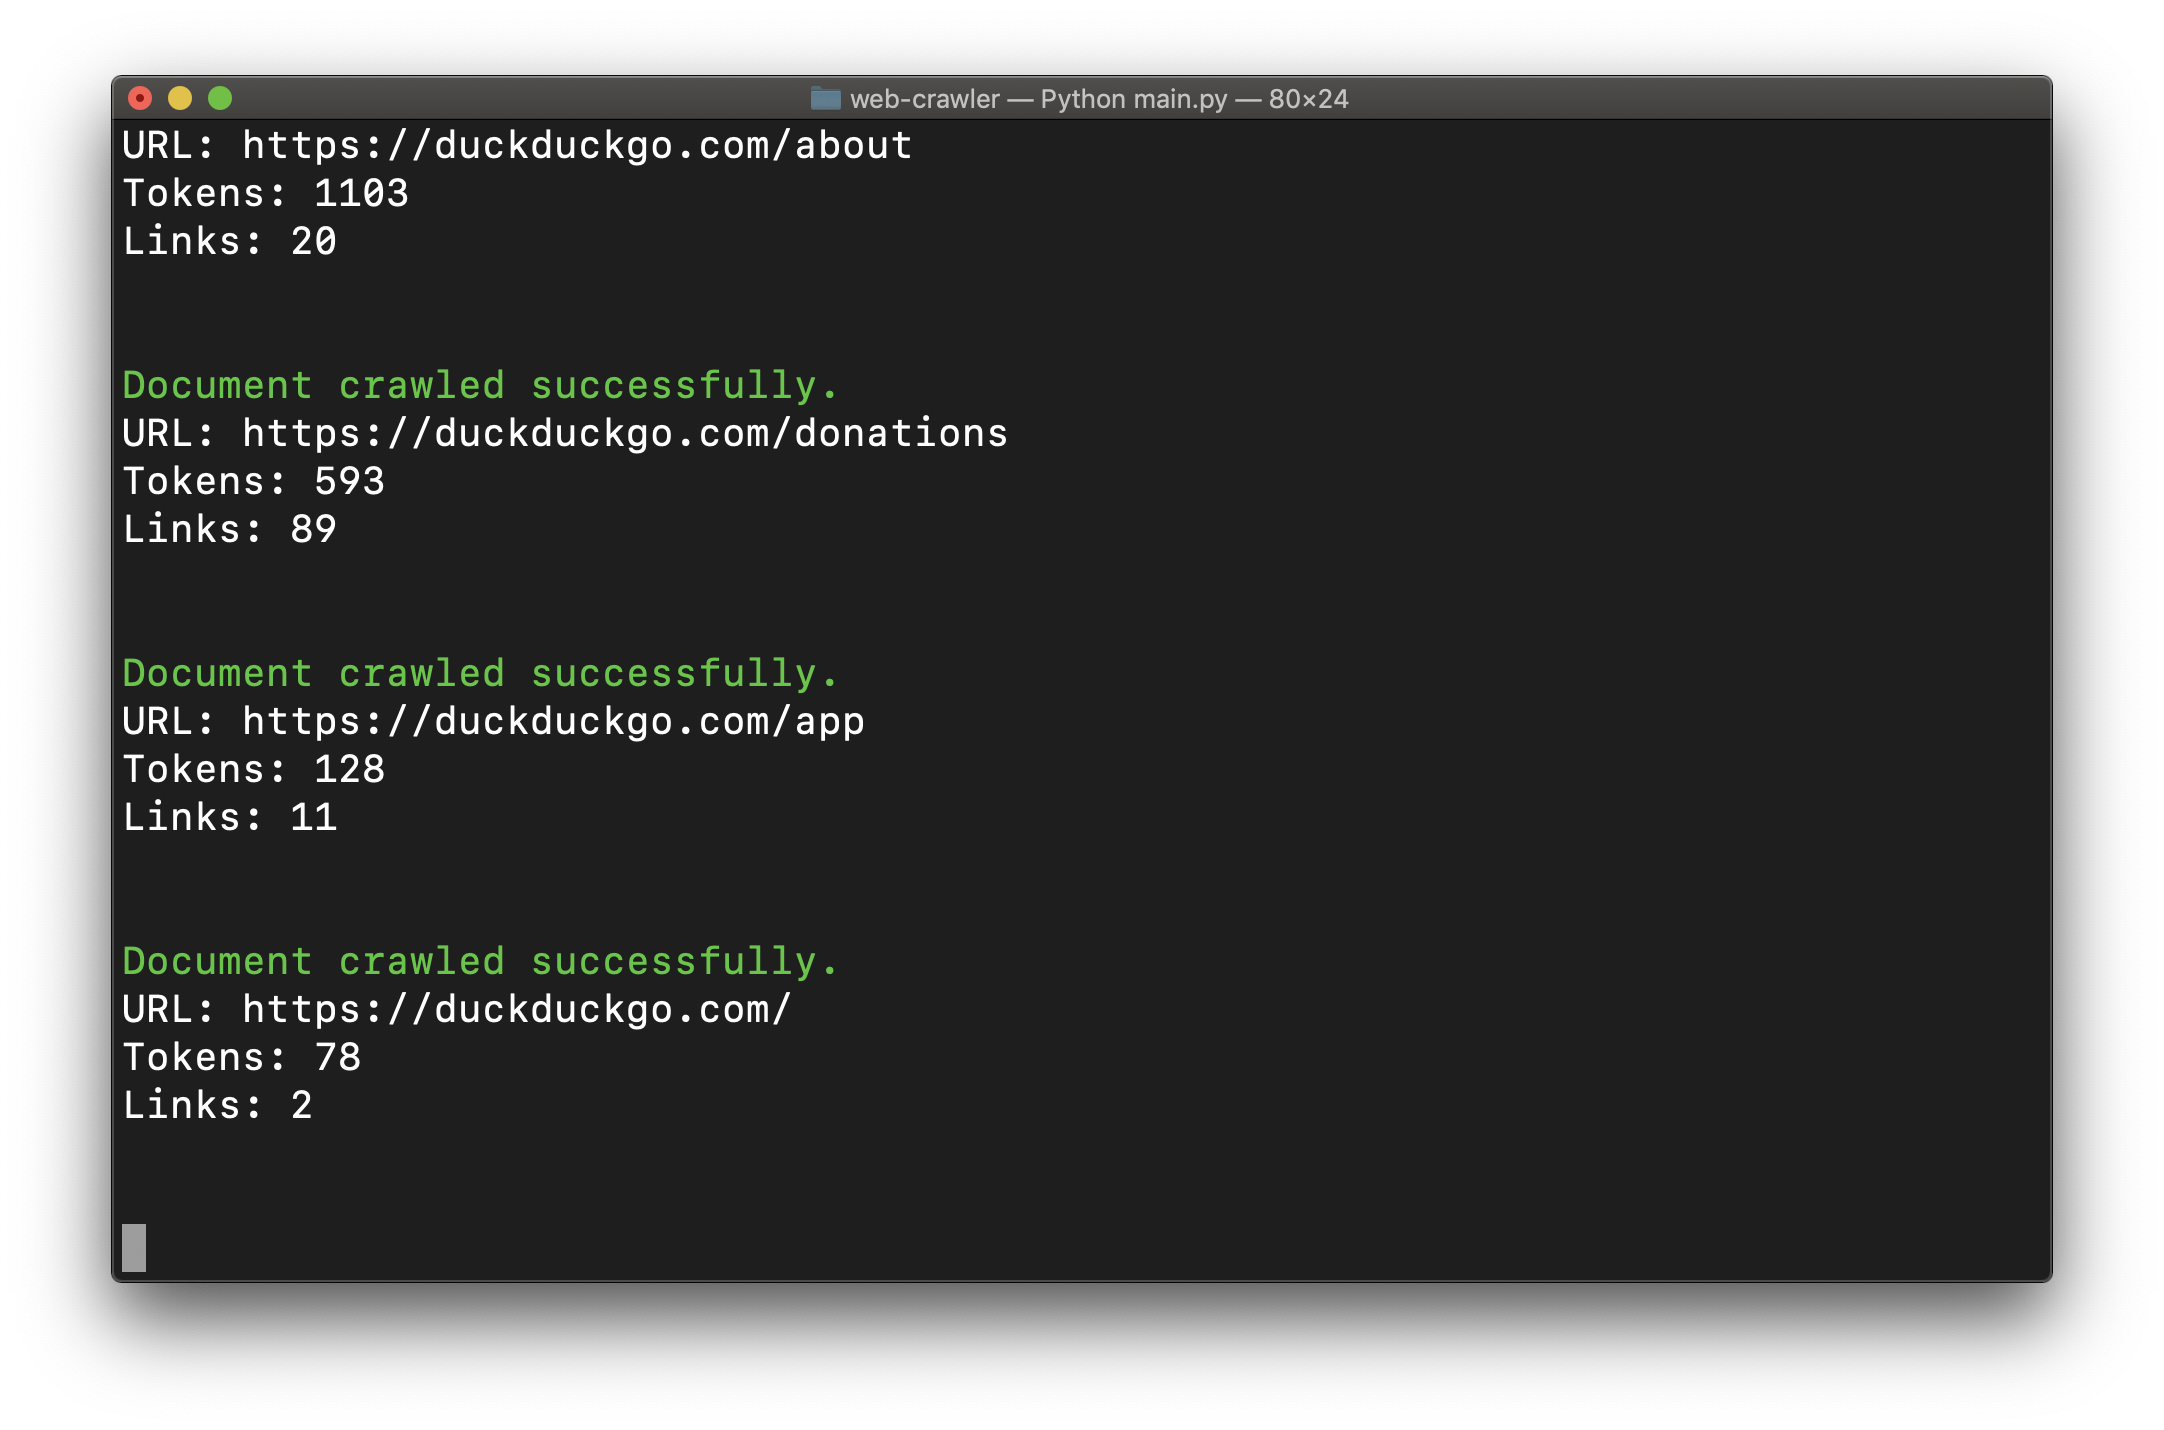 web-crawler — Python main.py — 80×24
URL: https://duckduckgo.com/about
Tokens: 1103
Links: 20
Document crawled successfully.
URL: https://duckduckgo.com/donations
Tokens: 593
Links: 89
Document crawled successfully.
URL: https://duckduckgo.com/app
Tokens: 128
Links: 11
Document crawled successfully.
URL: https://duckduckgo.com/
Tokens: 78
Links: 2